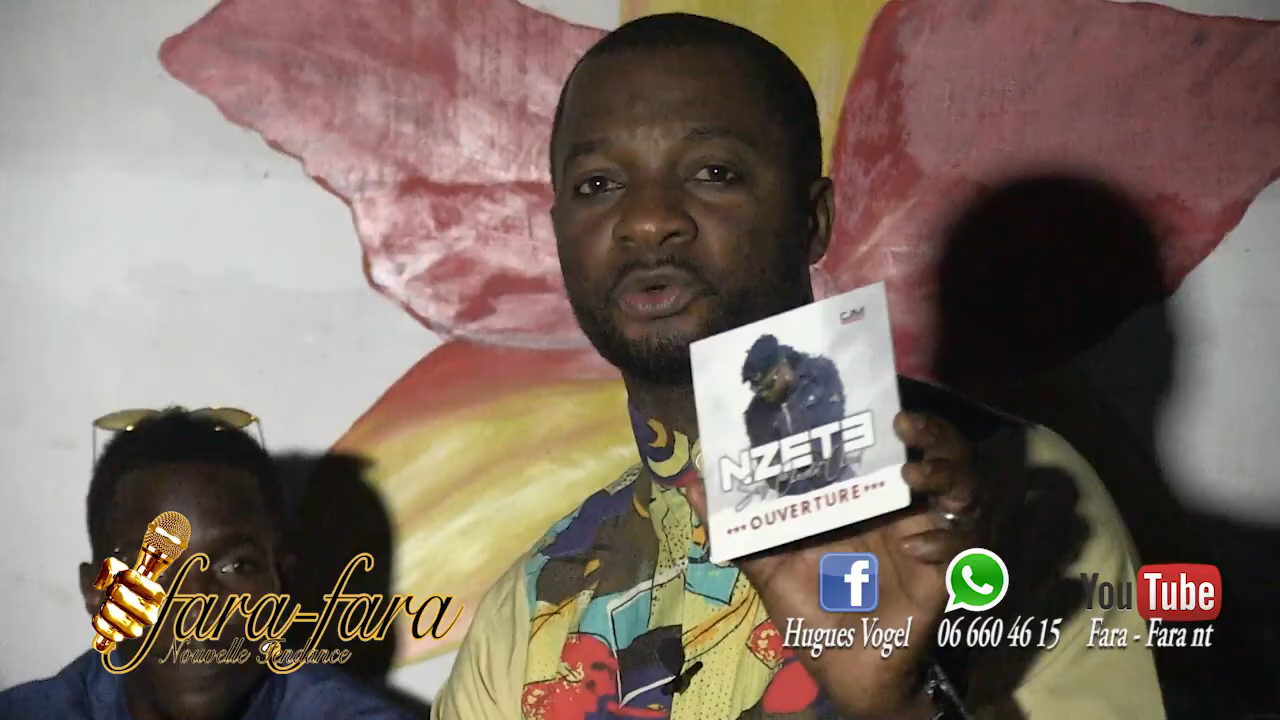 NZETE
OUVERTURE
fara-fara
Nouvelle Tendance
f
YouTube
Hugues Vogel
06 660 46 15
Fara - Fara nt